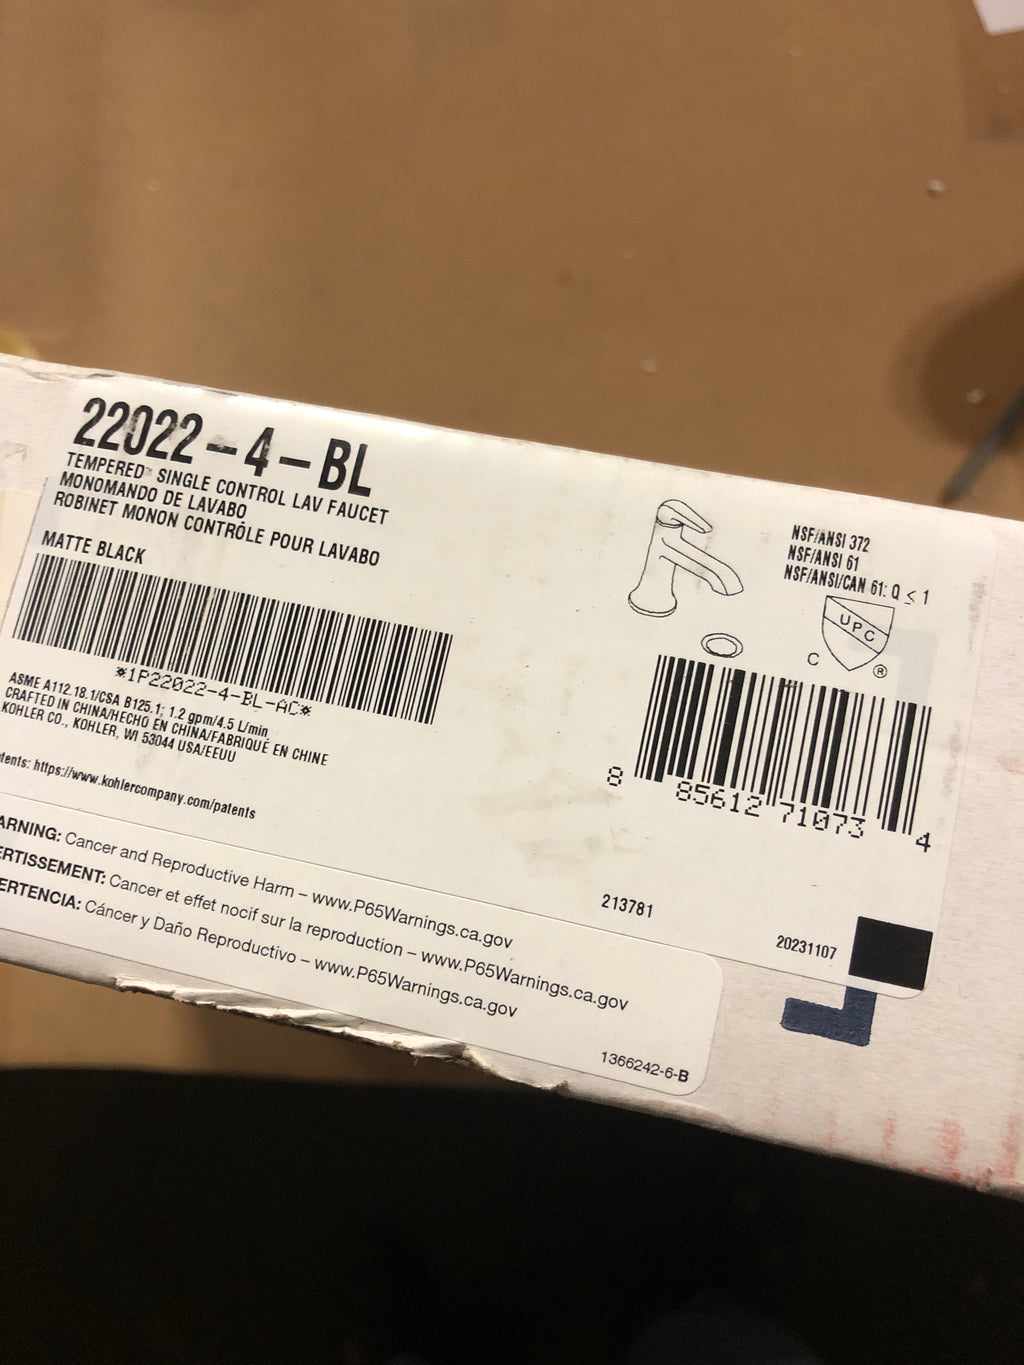 22022-4-BL
TEMPERED™ SINGLE CONTROL LAV FAUCET
MONOMANDO DE LAVABO
ROBINET MONON CONTRÔLE POUR LAVABO
MATTE BLACK
*1P22022-4-BL-AC*
ASME A112.18.1/CSA B125.1; 1.2 gpm/4.5 L/min
CRAFTED IN CHINA/HECHO EN CHINA/FABRIQUÉ EN CHINE
KOHLER CO., KOHLER, WI 53044 USA/EEUU
tents: https://www.kohlercompany.com/patents
NSF/ANSI 372
NSF/ANSI 61
NSF/ANSI/CAN 61: Q ≤ 1
UPC
C ®
8 85612 71073 4
213781
20231107
ARNING: Cancer and Reproductive Harm – www.P65Warnings.ca.gov
ERTISSEMENT: Cancer et effet nocif sur la reproduction – www.P65Warnings.ca.gov
ERTENCIA: Cáncer y Daño Reproductivo – www.P65Warnings.ca.gov
1366242-6-B